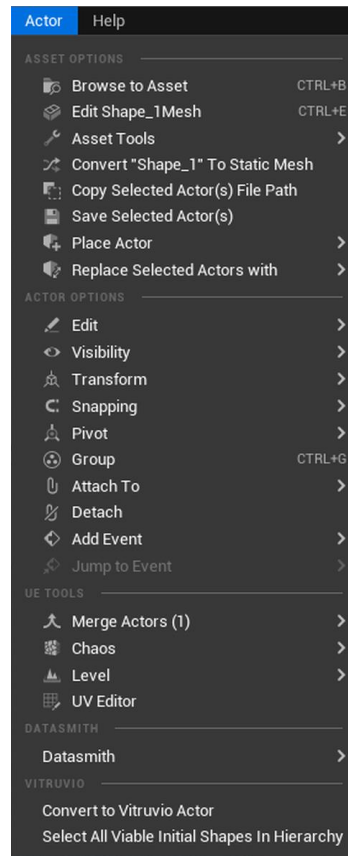 Actor Help
ASSET OPTIONS
Browse to Asset CTRL+B
Edit Shape_1Mesh CTRL+E
Asset Tools
Convert "Shape_1" To Static Mesh
Copy Selected Actor(s) File Path
Save Selected Actor(s)
Place Actor
Replace Selected Actors with
ACTOR OPTIONS
Edit
Visibility
Transform
Snapping
Pivot
Group CTRL+G
Attach To
Detach
Add Event
Jump to Event
UE TOOLS
Merge Actors (1)
Chaos
Level
UV Editor
DATASMITH
Datasmith
VITRUVIO
Convert to Vitruvio Actor
Select All Viable Initial Shapes In Hierarchy